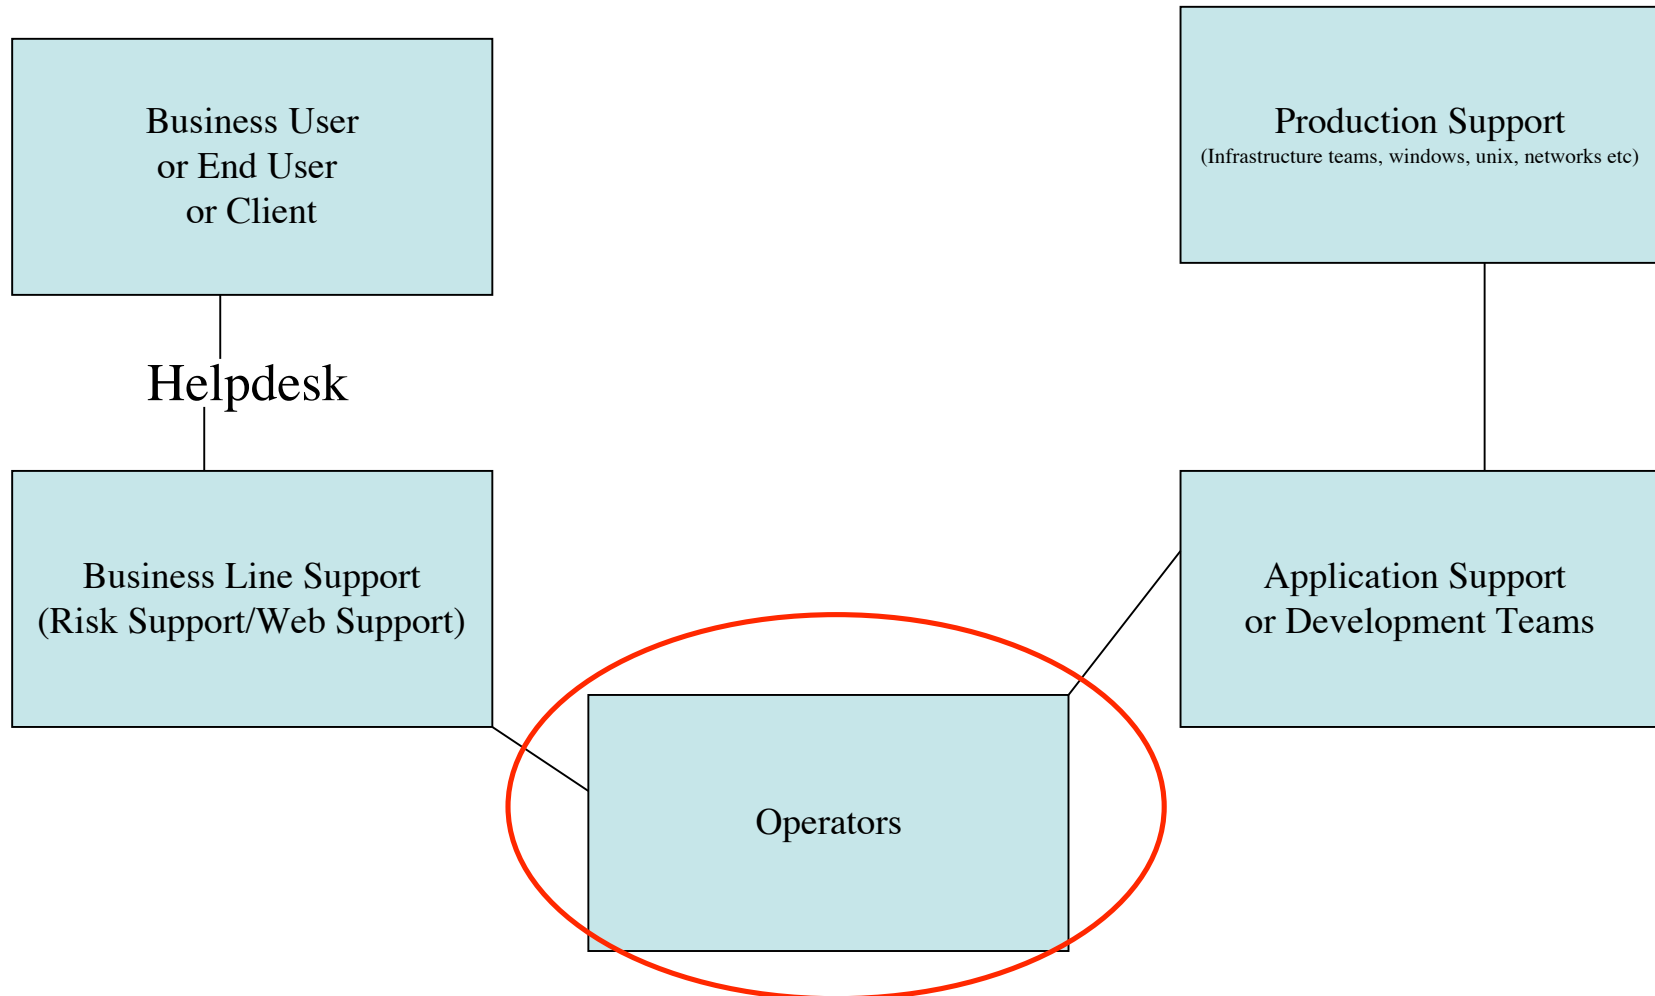 Business User
or End User
or Client
Production Support
(Infrastructure teams, windows, unix, networks etc)
Helpdesk
Business Line Support
(Risk Support/Web Support)
Application Support
or Development Teams
Operators